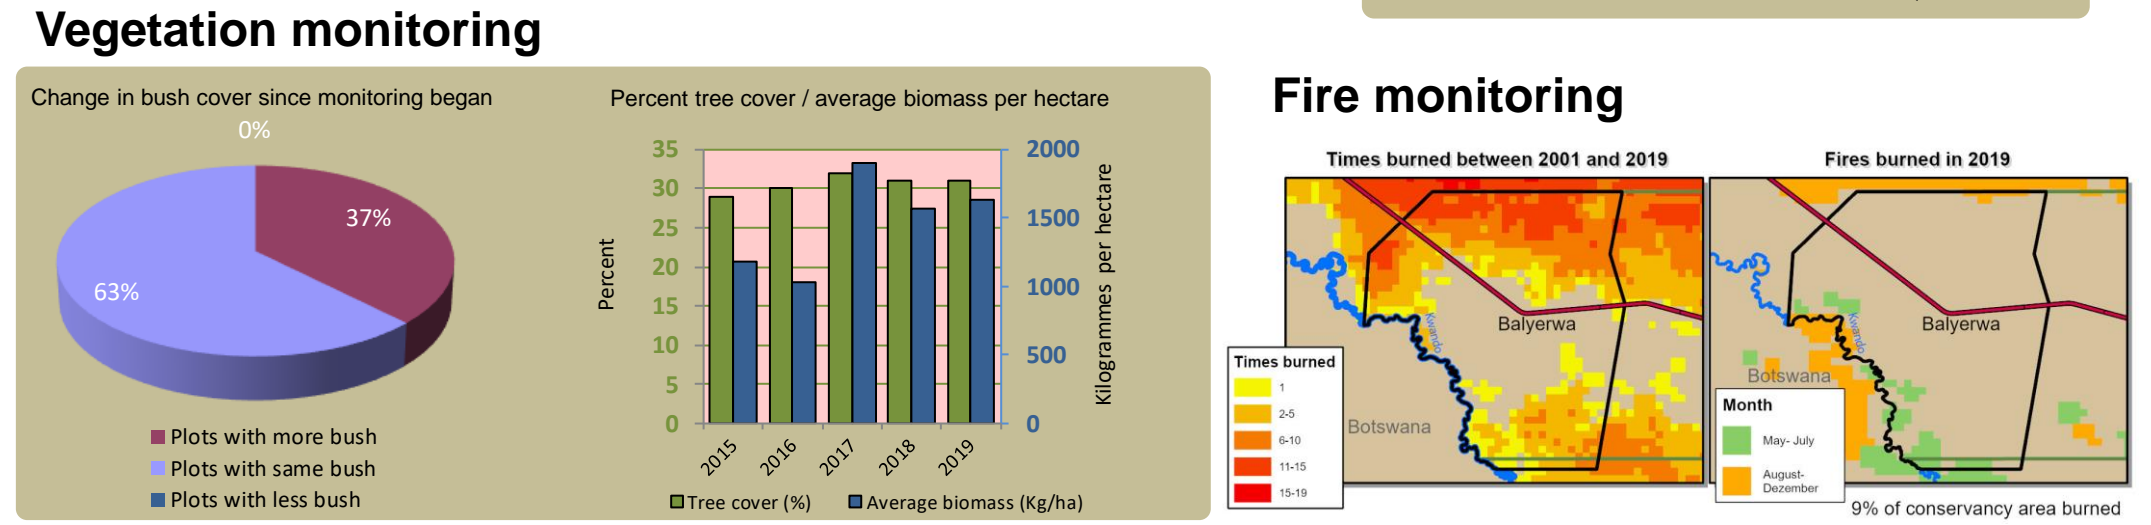 Vegetation monitoring
Change in bush cover since monitoring began
0%
37%
63%
Plots with more bush
Plots with same bush
Plots with less bush
Percent tree cover / average biomass per hectare
35
30
25
20
15
10
5
0
Percent
2000
1500
1000
500
0
Kilogrammes per hectare
2015
2016
2017
2018
2019
Tree cover (%)
Average biomass (Kg/ha)
Fire monitoring
Times burned between 2001 and 2019
Kwando
Balyerwa
Botswana
Times burned
1
2-5
6-10
11-15
15-19
Fires burned in 2019
Kwando
Balyerwa
Botswana
Month
May- July
August-
Dezember
9% of conservancy area burned